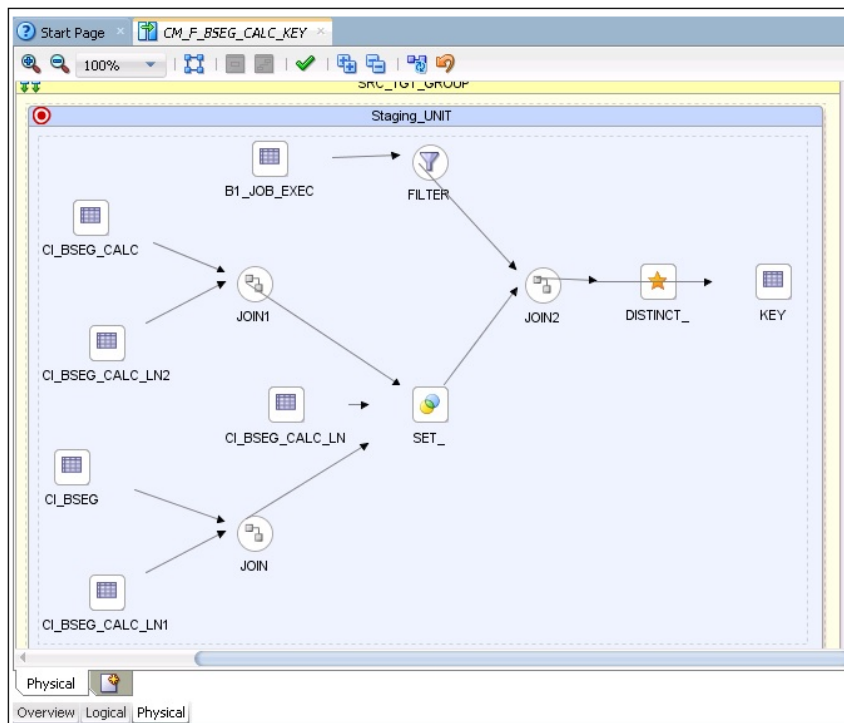 Start Page
CM_F_BSEG_CALC_KEY
100%
SRC_TGT_GROUP
Staging_UNIT
B1_JOB_EXEC
FILTER
CI_BSEG_CALC
JOIN1
JOIN2
DISTINCT_
KEY
CI_BSEG_CALC_LN2
CI_BSEG_CALC_LN
SET_
CI_BSEG
JOIN
CI_BSEG_CALC_LN1
Physical
Overview Logical Physical